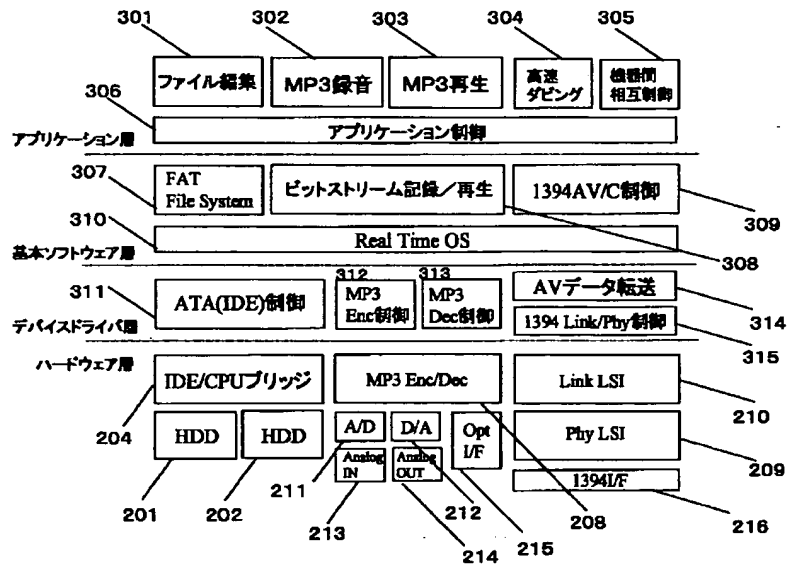 301
302
303
304
305
ファイル編集
MP3録音
MP3再生
高速
ダビング
機器間
相互制御
306
アプリケーション制御
アプリケーション層
307
FAT
File System
ビットストリーム記録／再生
1394AV/C制御
309
310
Real Time OS
基本ソフトウェア層
308
311
ATA(IDE)制御
312
MP3
Enc制御
313
MP3
Dec制御
AVデータ転送
314
デバイスドライバ層
1394 Link/Phy制御
315
ハードウェア層
IDE/CPUブリッジ
MP3 Enc/Dec
Link LSI
204
210
HDD
HDD
A/D
D/A
Opt
I/F
Phy LSI
209
Analog
IN
Analog
OUT
1394I/F
211
201
202
213
214
212
215
208
216